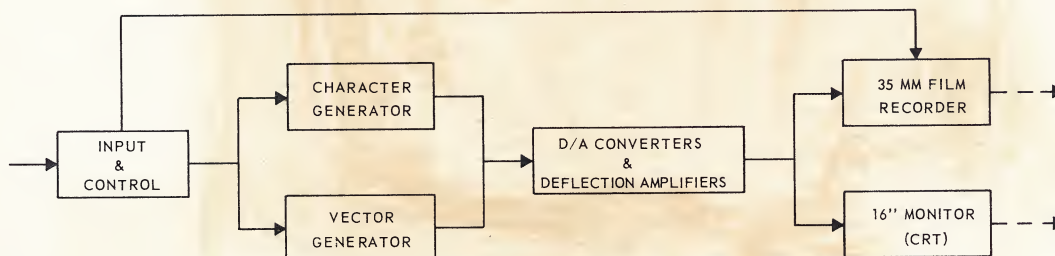 CHARACTER
GENERATOR
35 MM FILM
RECORDER
INPUT
&
CONTROL
D/A CONVERTERS
&
DEFLECTION AMPLIFIERS
VECTOR
GENERATOR
16" MONITOR
(CRT)